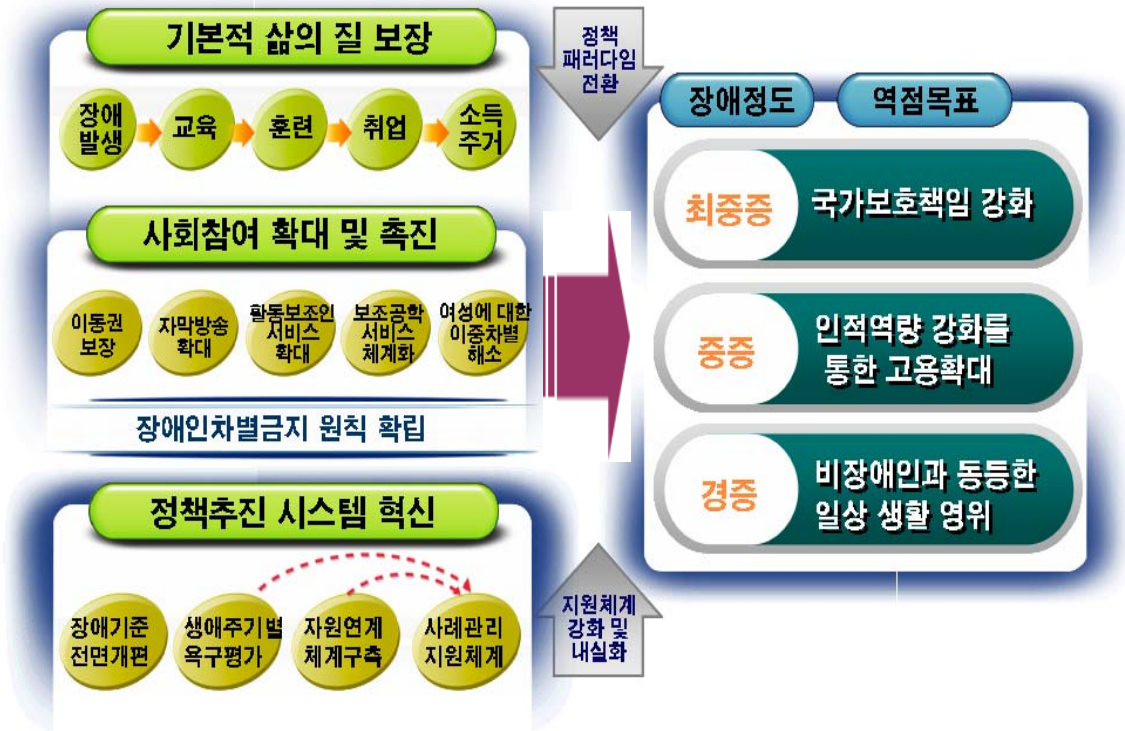 기본적 삶의 질 보장
장애
발생
교육
훈련
취업
소득
주거
사회참여 확대 및 촉진
이동권
보장
자막방송
확대
활동보조인
서비스
확대
보조공학
서비스
체계화
여성에 대한
이중차별
해소
장애인차별금지 원칙 확립
정책추진 시스템 혁신
장애기준
전면개편
생애주기별
욕구평가
자원연계
체계구축
사례관리
지원체계
정책
패러다임
전환
지원체계
강화 및
내실화
장애정도
역점목표
최중증
국가보호책임 강화
중증
인적역량 강화를
통한 고용확대
경증
비장애인과 동등한
일상 생활 영위